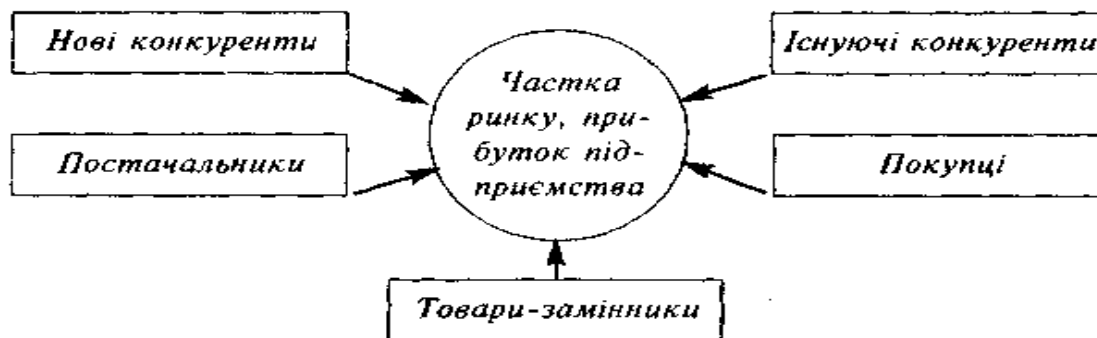 Нові конкуренти
Існуючі конкуренти
Частка
ринку, при-
буток під-
приємства
Постачальники
Покупці
Товари-замінники